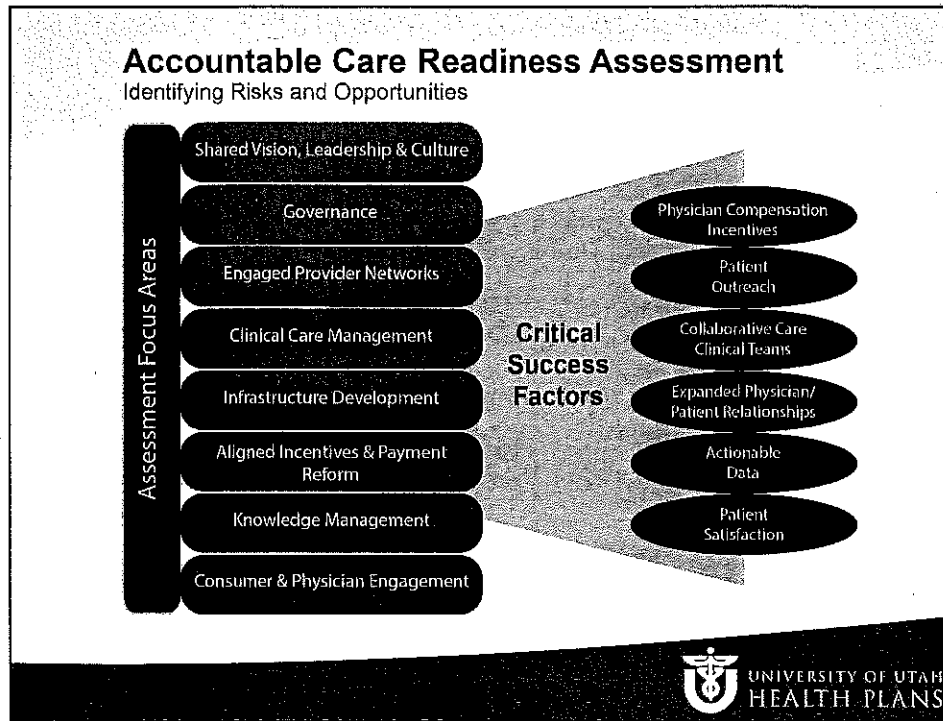 Accountable Care Readiness Assessment
Identifying Risks and Opportunities
Assessment Focus Areas
Shared Vision, Leadership & Culture
Governance
Engaged Provider Networks
Clinical Care Management
Infrastructure Development
Aligned Incentives & Payment
Reform
Knowledge Management
Consumer & Physician Engagement
Critical
Success
Factors
Physician Compensation
Incentives
Patient
Outreach
Collaborative Care
Clinical Teams
Expanded Physician/
Patient Relationships
Actionable
Data
Patient
Satisfaction
UNIVERSITY OF UTAH
HEALTH PLANS